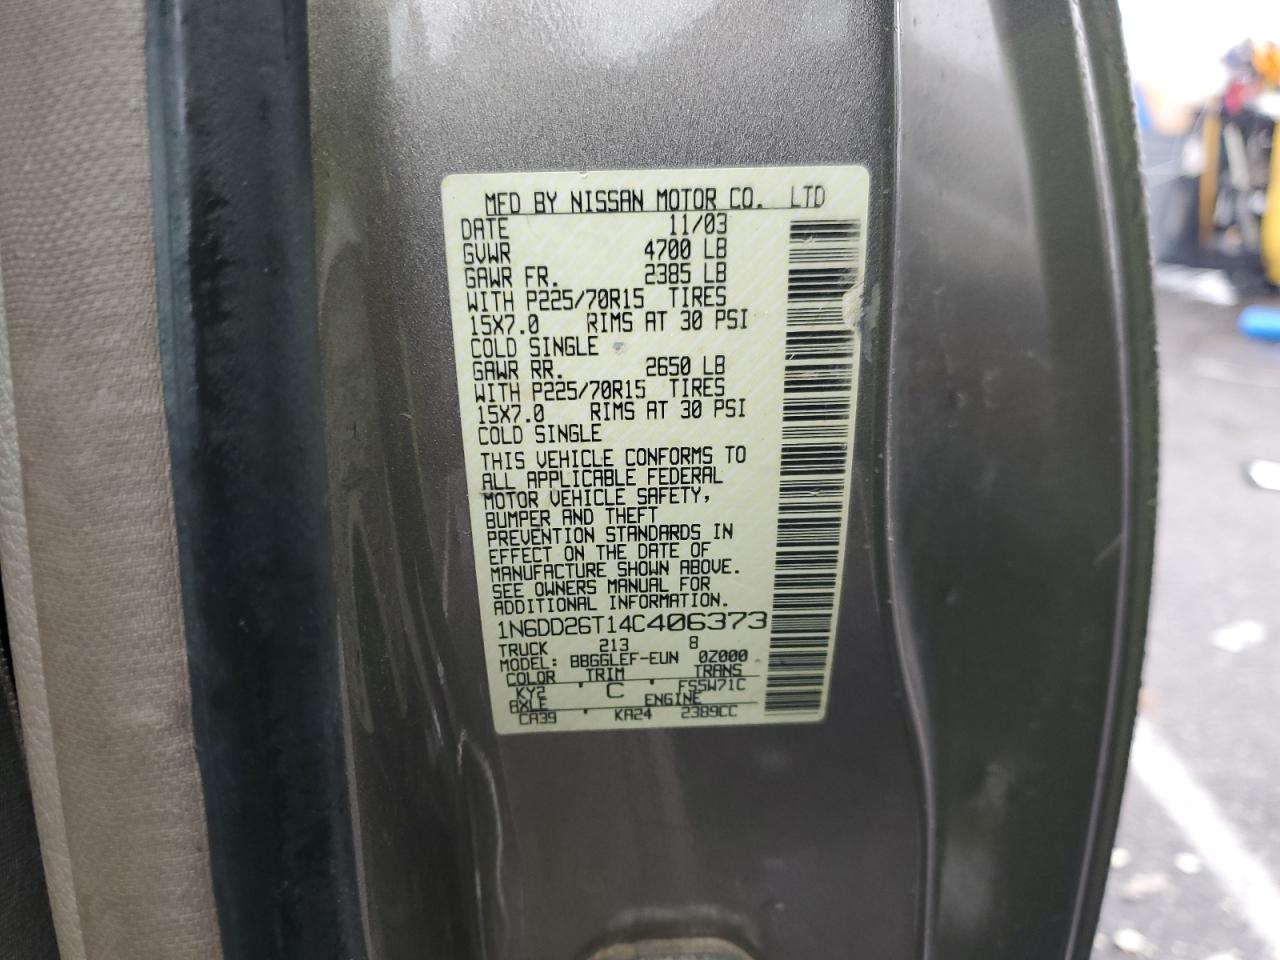 MFD BY NISSAN MOTOR CO. LTD
DATE 11/03
GVWR 4700 LB
GAWR FR. 2385 LB
WITH P225/70R15 TIRES
15X7.0 RIMS AT 30 PSI
COLD SINGLE
GAWR RR. 2650 LB
WITH P225/70R15 TIRES
15X7.0 RIMS AT 30 PSI
COLD SINGLE
THIS VEHICLE CONFORMS TO
ALL APPLICABLE FEDERAL
MOTOR VEHICLE SAFETY,
BUMPER AND THEFT
PREVENTION STANDARDS IN
EFFECT ON THE DATE OF
MANUFACTURE SHOWN ABOVE.
SEE OWNERS MANUAL FOR
ADDITIONAL INFORMATION.
1N6DD26T14C406373
TRUCK 213 8
MODEL: BBGGLEF-EUN 0Z000
COLOR TRIM TRANS
KY2 C FS5W71C
AXLE ENGINE
CA39 KA24 2389CC